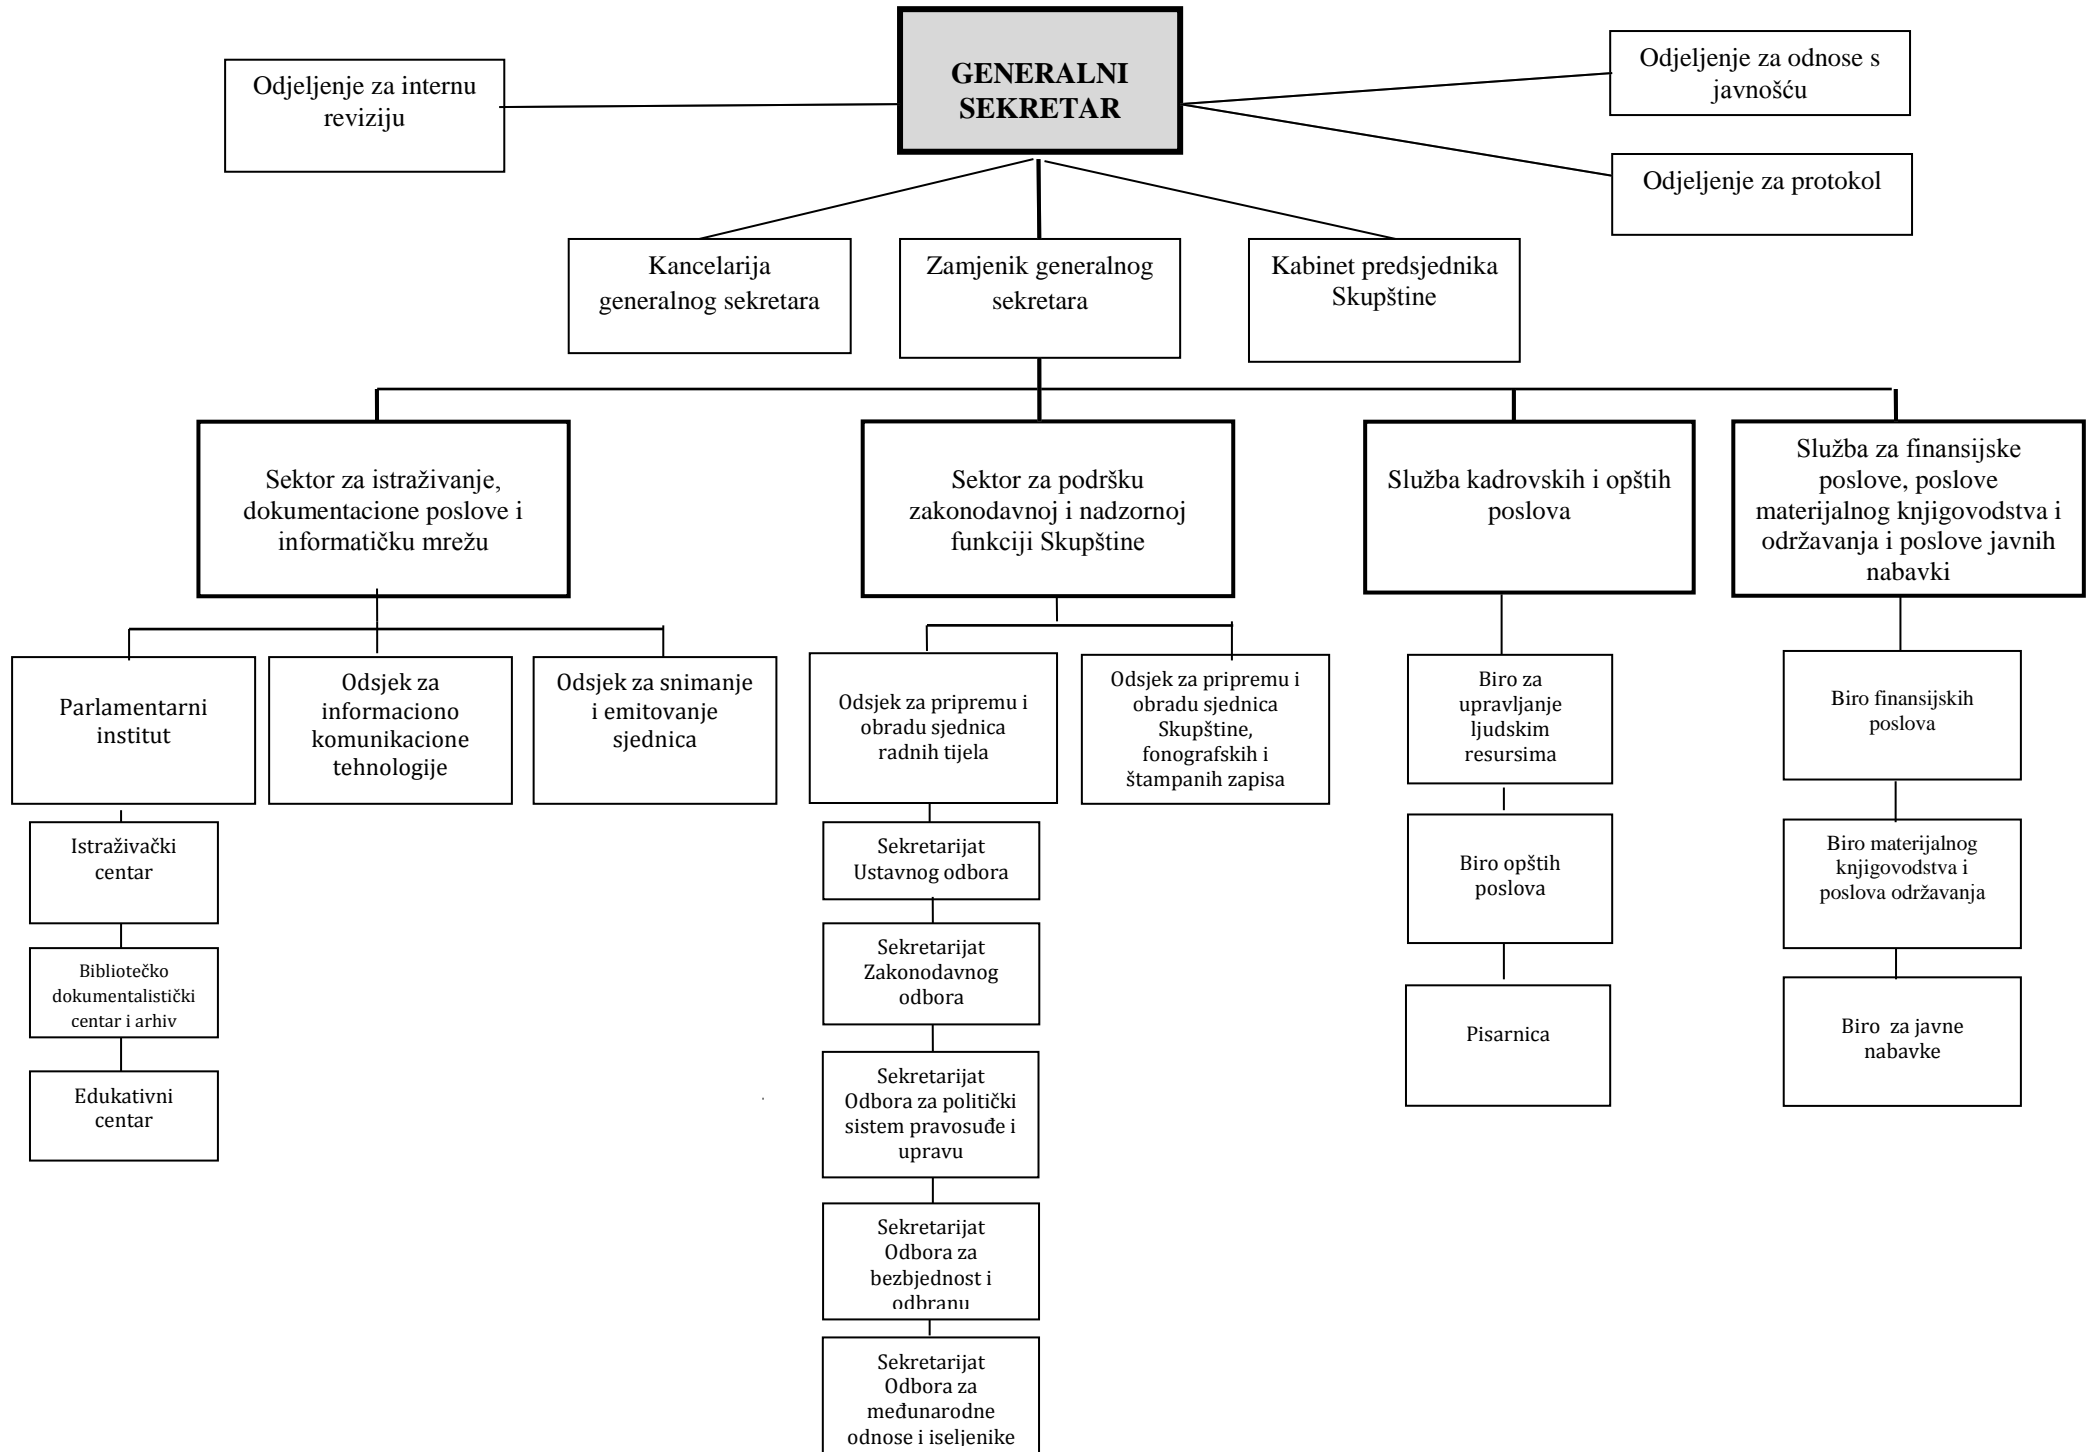 GENERALNI
SEKRETAR
Odjeljenje za internu
reviziju
Odjeljenje za odnose s
javnošću
Odjeljenje za protokol
Kancelarija
generalnog sekretara
Zamjenik generalnog
sekretara
Kabinet predsjednika
Skupštine
Sektor za istraživanje,
dokumentacione poslove i
informatičku mrežu
Sektor za podršku
zakonodavnoj i nadzornoj
funkciji Skupštine
Služba kadrovskih i opštih
poslova
Služba za finansijske
poslove, poslove
materijalnog knjigovodstva i
održavanja i poslove javnih
nabavki
Parlamentarni
institut
Odsjek za
informaciono
komunikacione
tehnologije
Odsjek za snimanje
i emitovanje
sjednica
Odsjek za pripremu i
obradu sjednica
radnih tijela
Odsjek za pripremu i
obradu sjednica
Skupštine,
fonografskih i
štampanih zapisa
Biro za
upravljanje
ljudskim
resursima
Biro finansijskih
poslova
Istraživački
centar
Bibliotečko
dokumentalistički
centar i arhiv
Edukativni
centar
Sekretarijat
Ustavnog odbora
Sekretarijat
Zakonodavnog
odbora
Sekretarijat
Odbora za politički
sistem pravosuđe i
upravu
Sekretarijat
Odbora za
bezbjednost i
odbranu
Sekretarijat
Odbora za
međunarodne
odnose i iseljenike
Biro opštih
poslova
Pisarnica
Biro materijalnog
knjigovodstva i
poslova održavanja
Biro za javne
nabavke